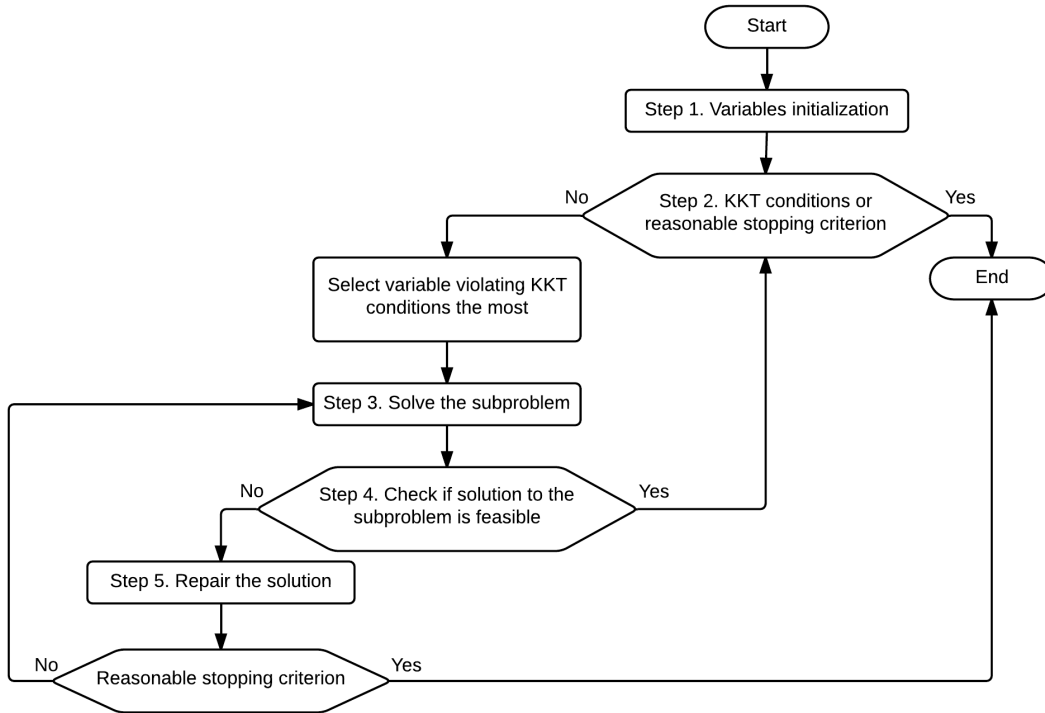 Start
Step 1. Variables initialization
No
Step 2. KKT conditions or
reasonable stopping criterion
Yes
End
Select variable violating KKT
conditions the most
Step 3. Solve the subproblem
No
Step 4. Check if solution to the
subproblem is feasible
Yes
Step 5. Repair the solution
No
Reasonable stopping criterion
Yes